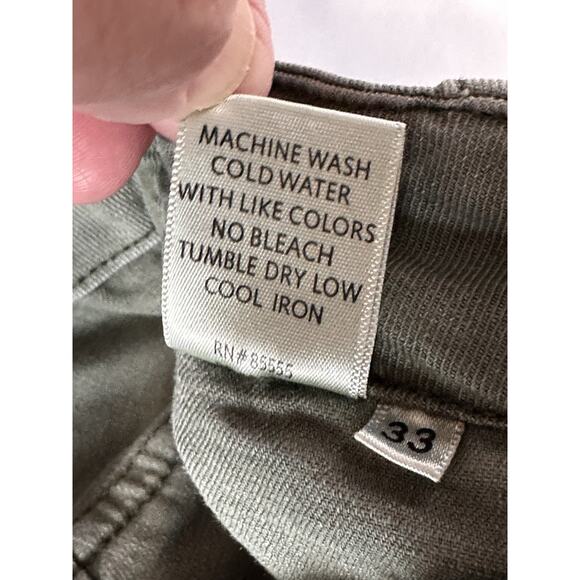 MACHINE WASH
COLD WATER
WITH LIKE COLORS
NO BLEACH
TUMBLE DRY LOW
COOL IRON
RN# 85555
33